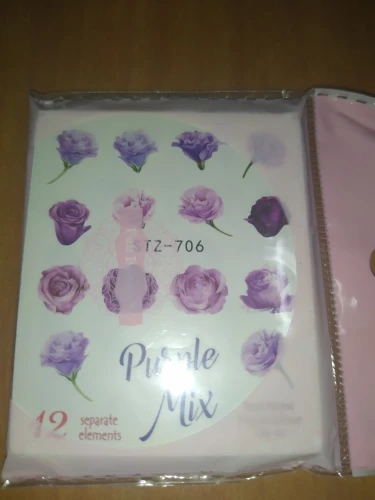 STZ-706
Purple
Mix
12 separate
elements